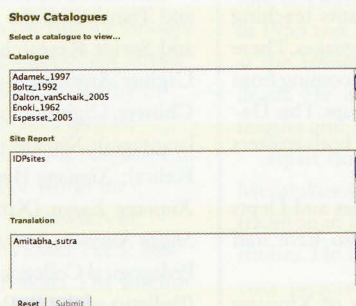 Show Catalogues
Select a catalogue to view...
Catalogue
Adamek_1997
Boltz_1992
Dalton_vanSchaik_2005
Enoki_1962
Espesset_2005
Site Report
IDPsites
Translation
Amitabha_sutra
Reset Submit